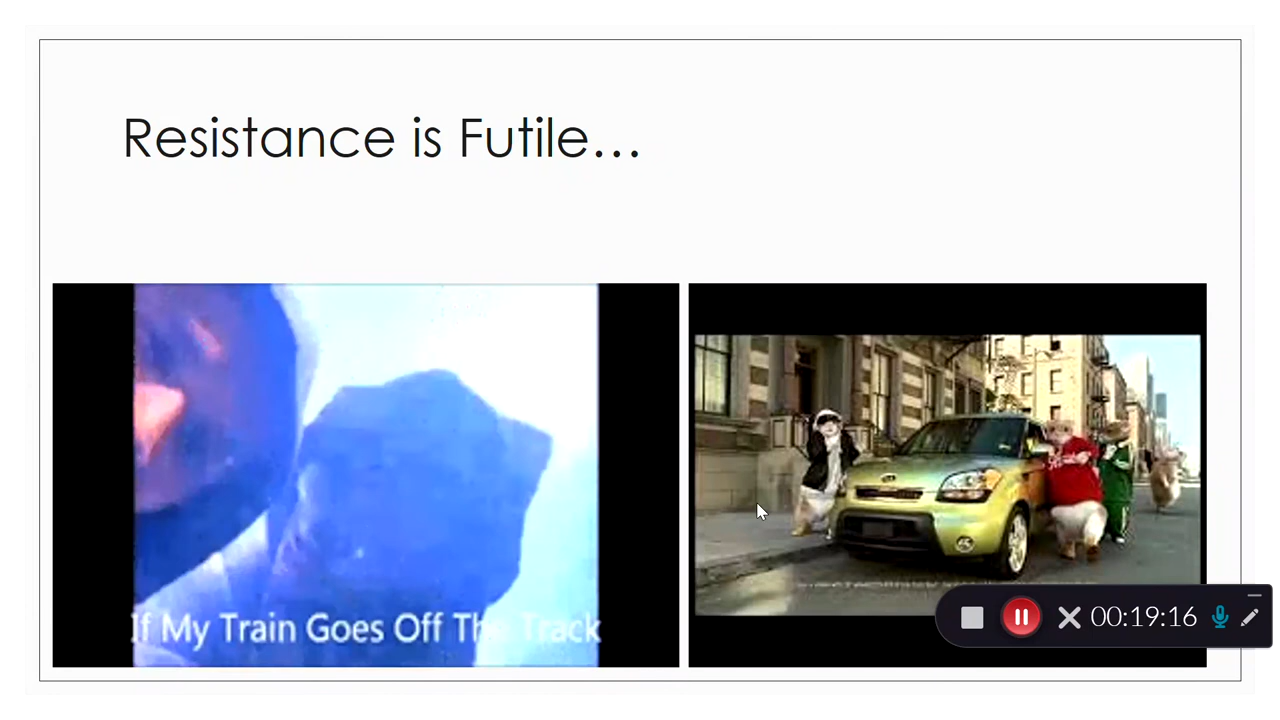 Resistance is Futile…
If My Train Goes Off The Track
00:19:16